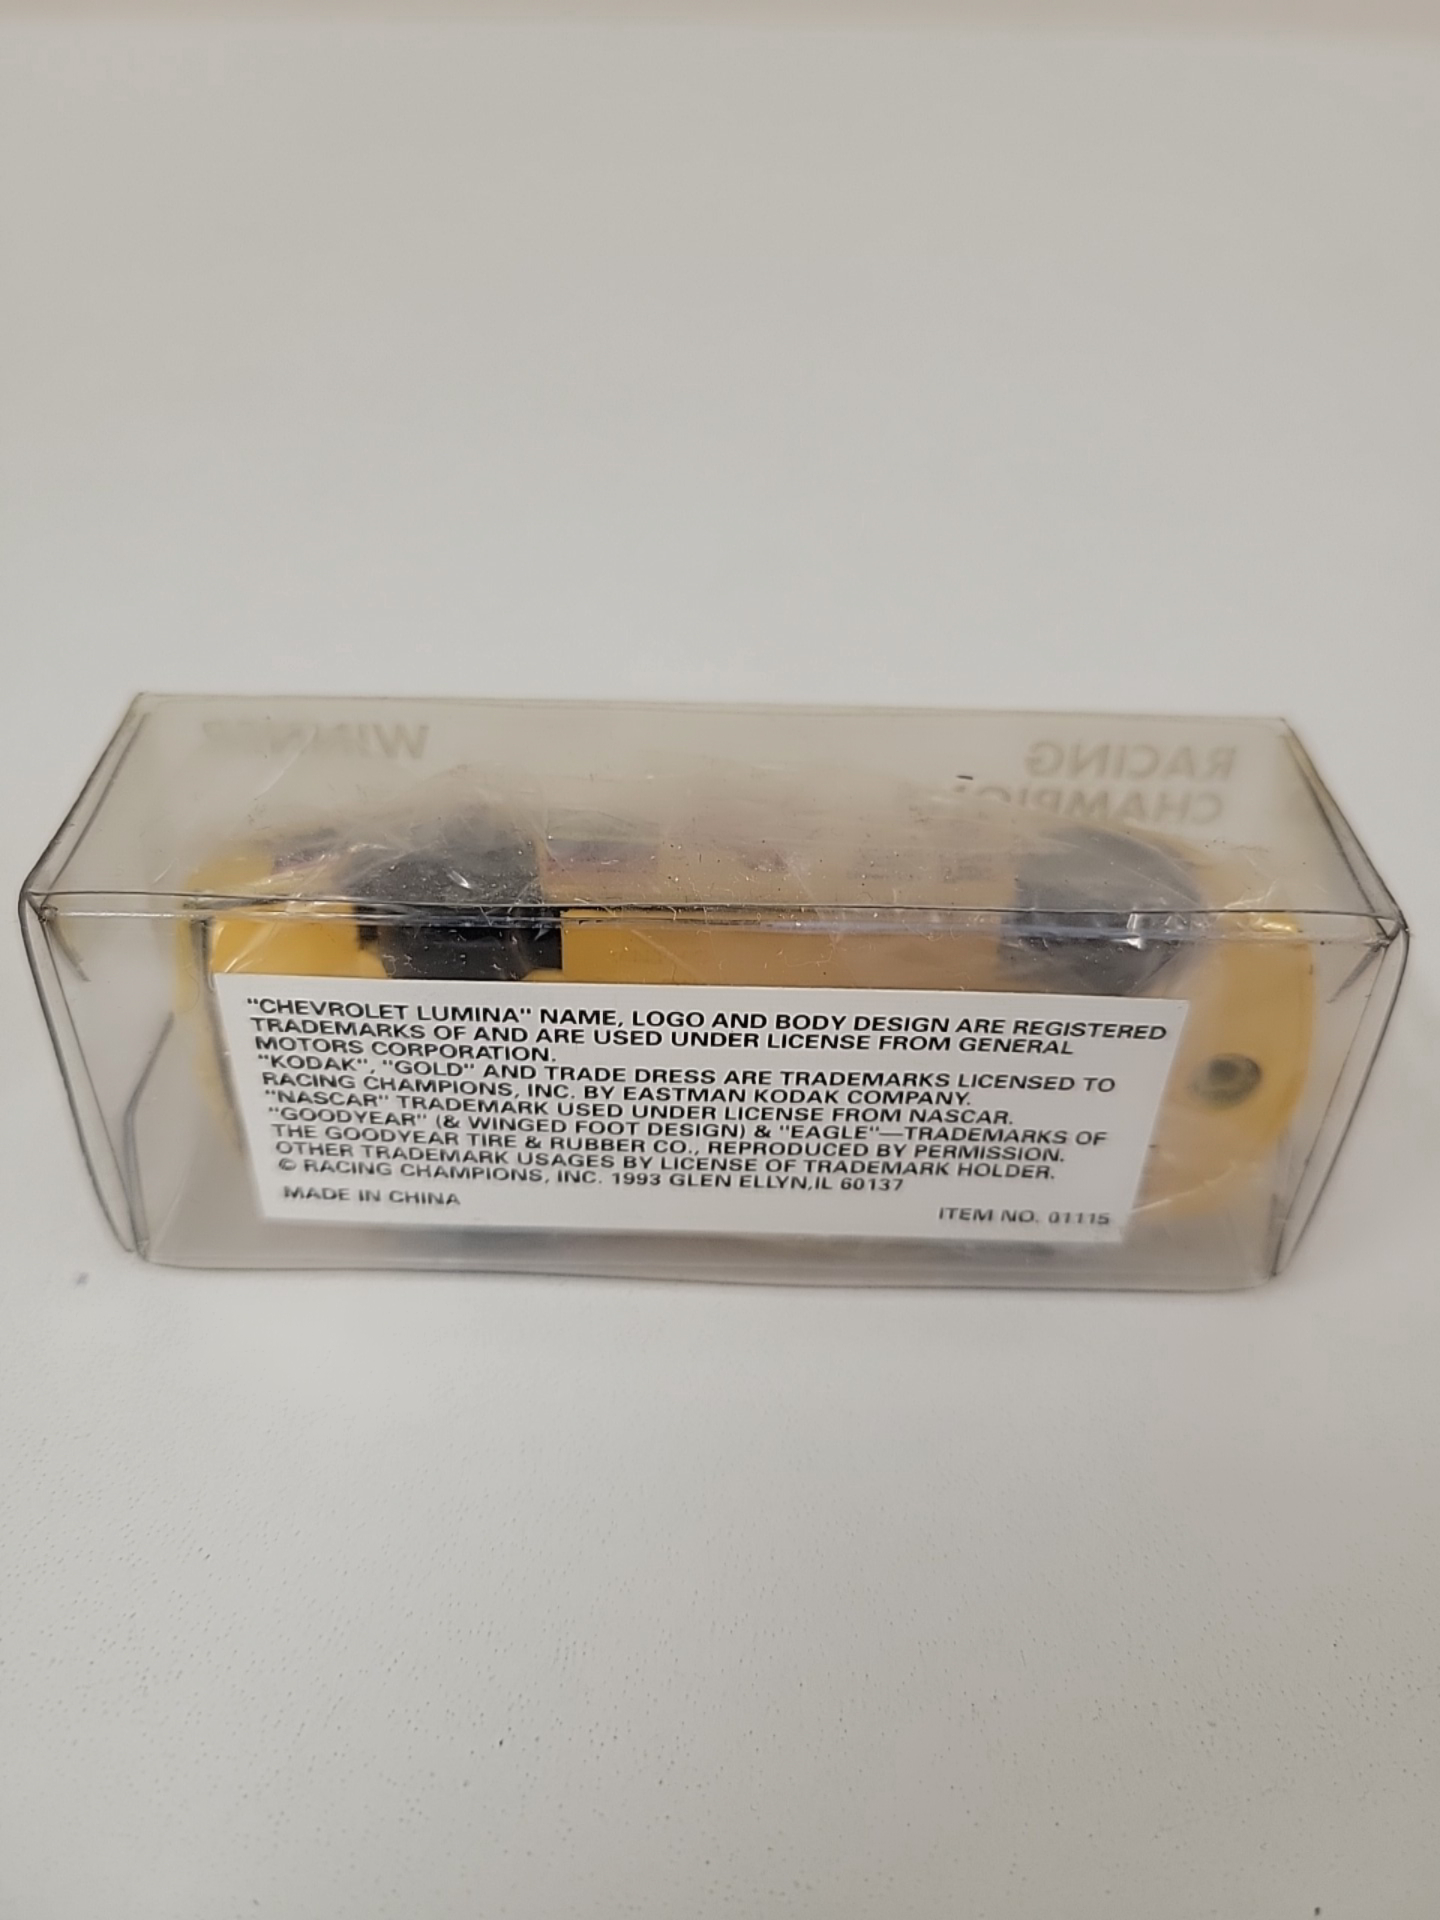 WINNER
RACING
"CHEVROLET LUMINA" NAME, LOGO AND BODY DESIGN ARE REGISTERED
TRADEMARKS OF AND ARE USED UNDER LICENSE FROM GENERAL
MOTORS CORPORATION.
"KODAK", "GOLD" AND TRADE DRESS ARE TRADEMARKS LICENSED TO
RACING CHAMPIONS, INC. BY EASTMAN KODAK COMPANY.
"NASCAR" TRADEMARK USED UNDER LICENSE FROM NASCAR.
"GOODYEAR" (& WINGED FOOT DESIGN) & "EAGLE"—TRADEMARKS OF
THE GOODYEAR TIRE & RUBBER CO., REPRODUCED BY PERMISSION.
OTHER TRADEMARK USAGES BY LICENSE OF TRADEMARK HOLDER.
© RACING CHAMPIONS, INC. 1993 GLEN ELLYN,IL 60137
MADE IN CHINA
ITEM NO. 01115